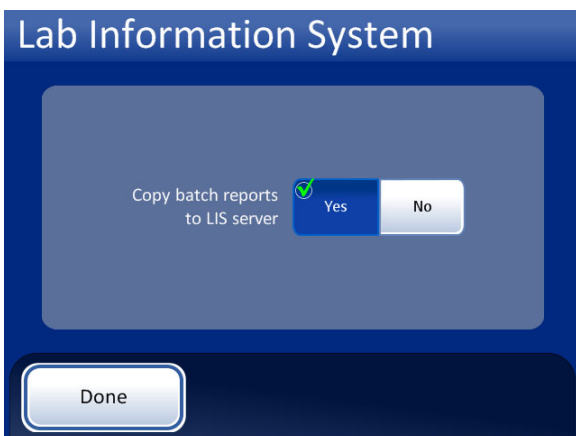 Lab Information System
Copy batch reports
to LIS server
Yes
No
Done